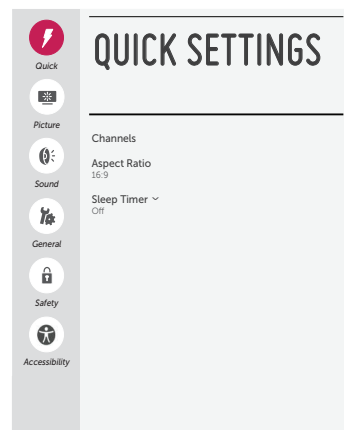 Quick
Picture
Sound
General
Safety
Accessibility
QUICK SETTINGS
Channels
Aspect Ratio
16:9
Sleep Timer
Off